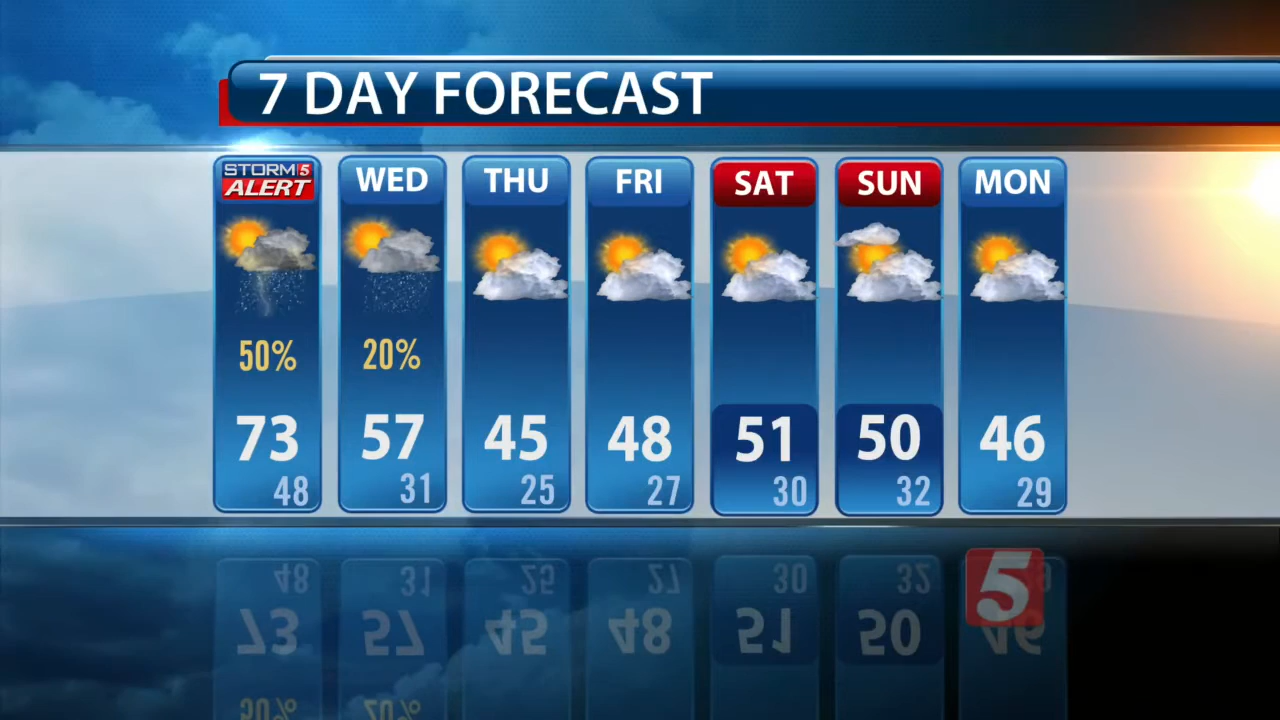 7 DAY FORECAST
STORM 5 ALERT WED THU FRI SAT SUN MON
50% 20%
73 57 45 48 51 50 46
48 31 25 27 30 32 29
5